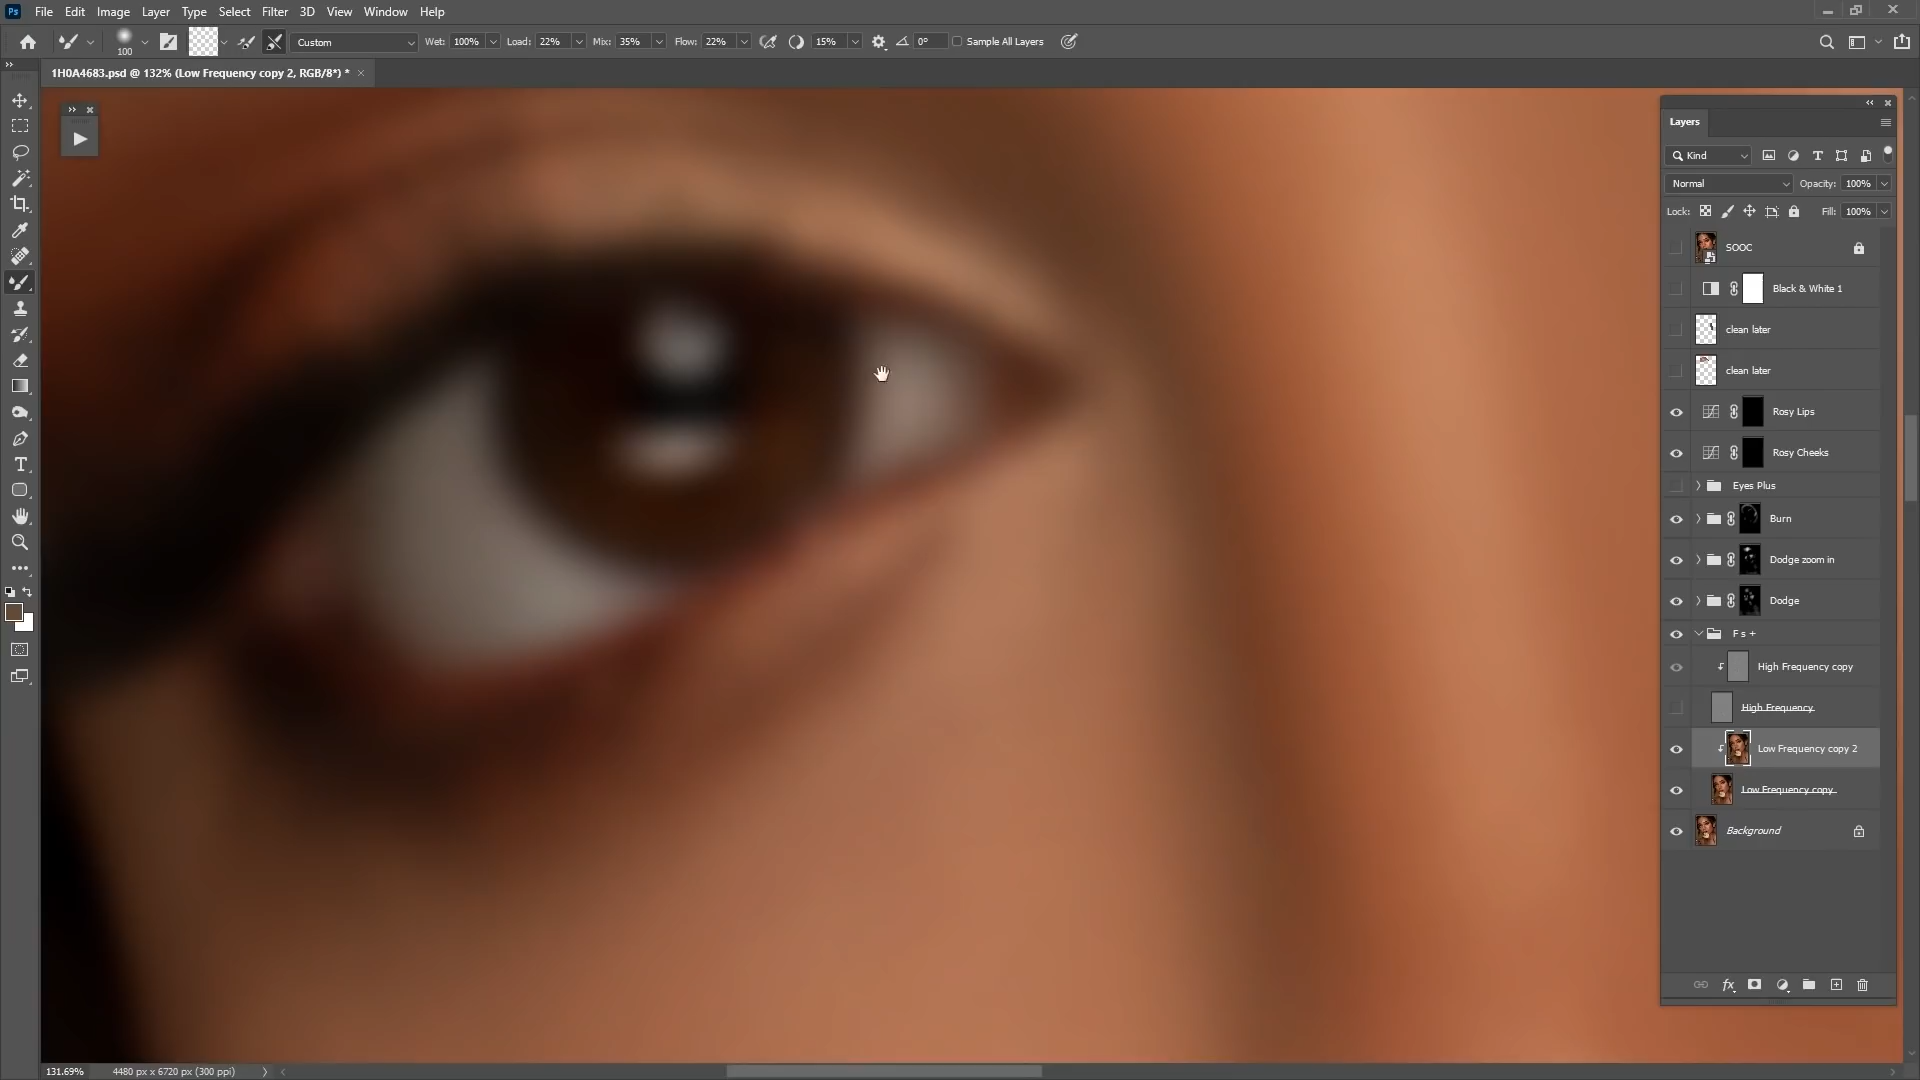 Ps File Edit Image Layer Type Select Filter 3D View Window Help
100 Custom Wet: 100% Load: 22% Mix: 35% Flow: 22% 15% 0° Sample All Layers
1H0A4683.psd @ 132% (Low Frequency copy 2, RGB/8*) *
Layers
Kind
Normal Opacity: 100%
Lock: Fill: 100%
SOOC
Black & White 1
clean later
clean later
Rosy Lips
Rosy Cheeks
Eyes Plus
Burn
Dodge zoom in
Dodge
F s +
High Frequency copy
High Frequency
Low Frequency copy 2
Low Frequency copy
Background
fx
131.69% 4480 px x 6720 px (300 ppi)